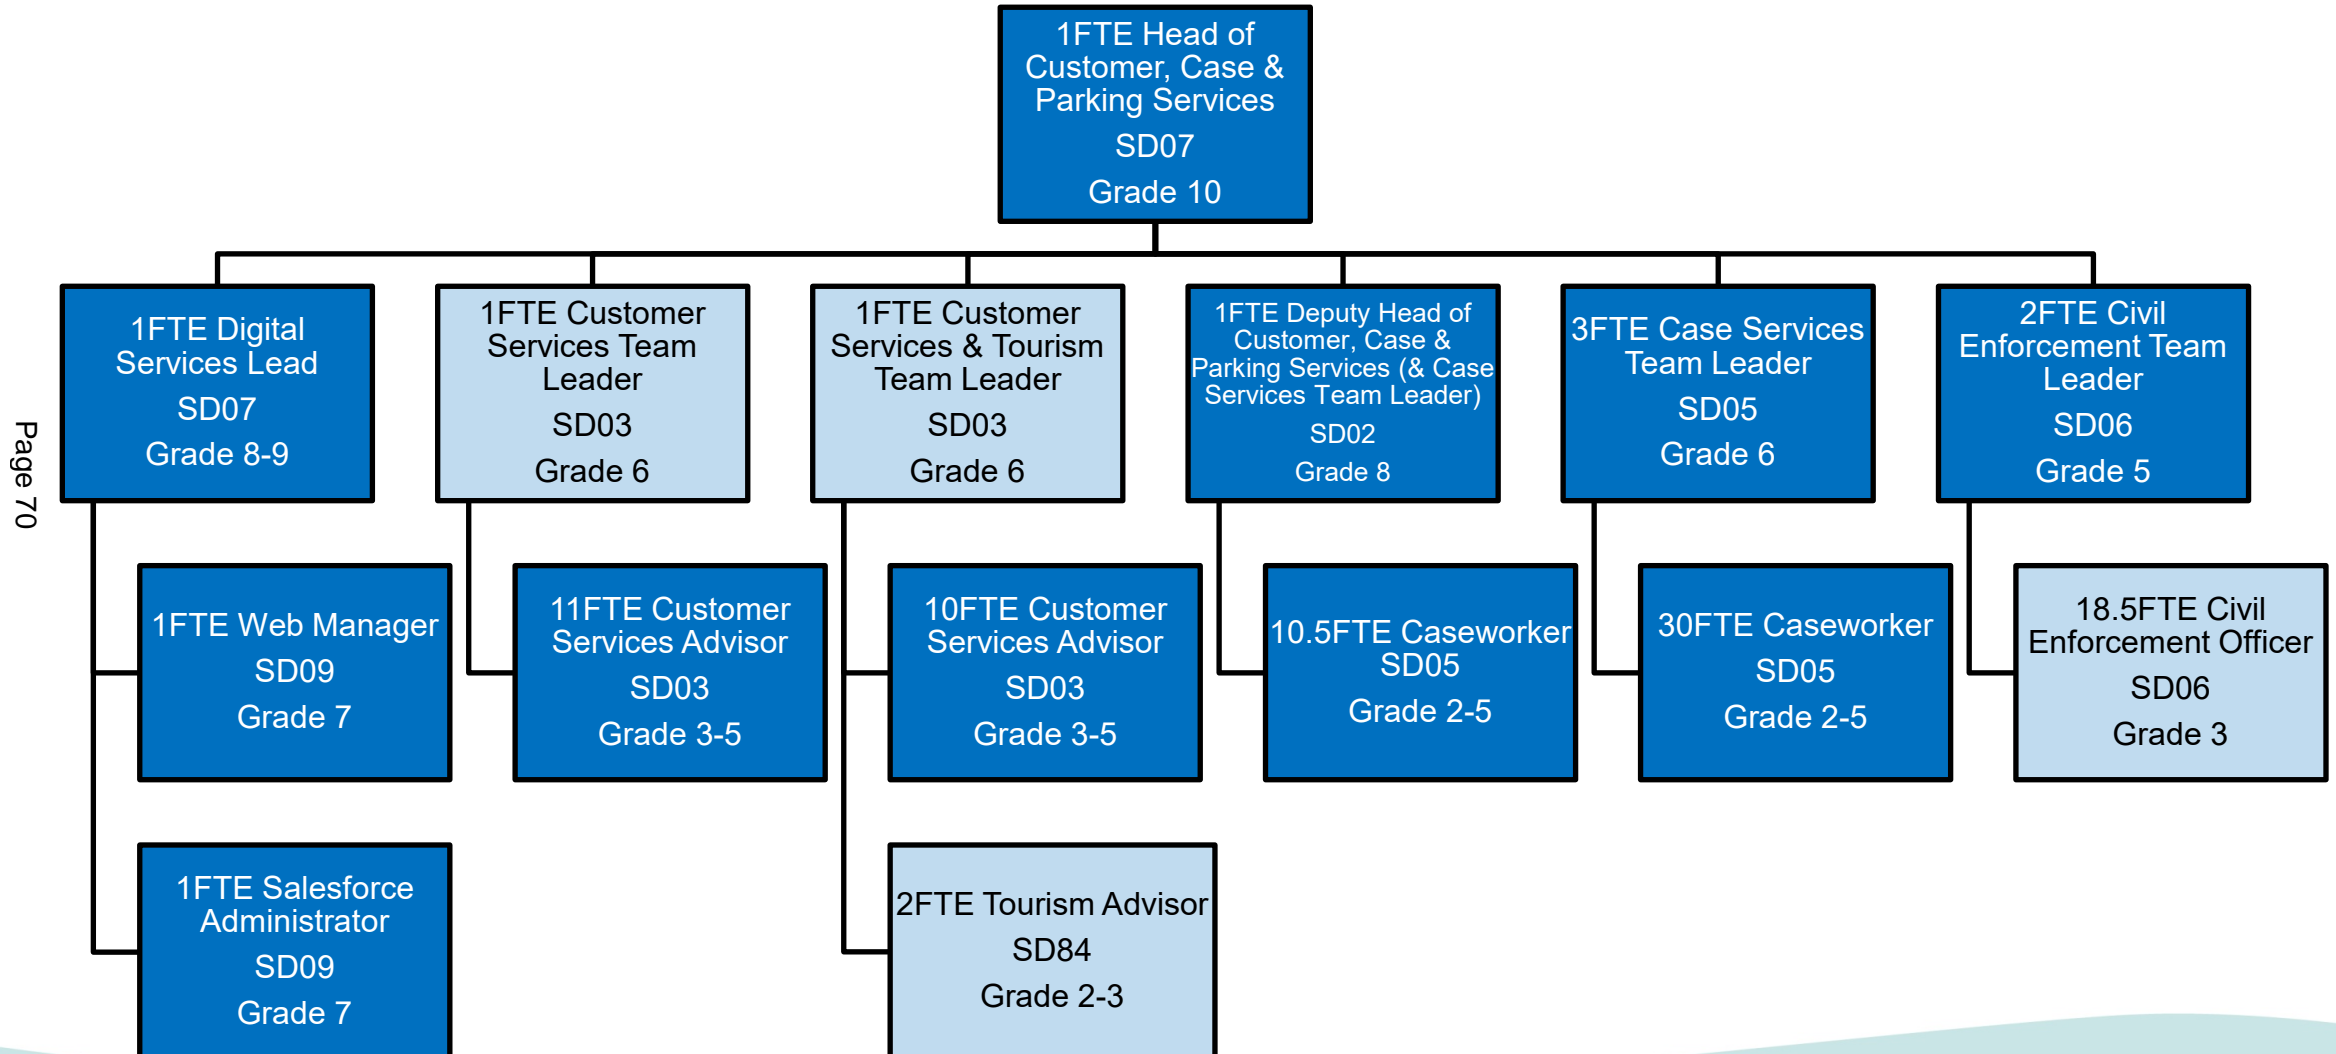 1FTE Head of
Customer, Case &
Parking Services
SD07
Grade 10
1FTE Digital
Services Lead
SD07
Grade 8-9
1FTE Customer
Services Team
Leader
SD03
Grade 6
1FTE Customer
Services & Tourism
Team Leader
SD03
Grade 6
1FTE Deputy Head of
Customer, Case &
Parking Services (& Case
Services Team Leader)
SD02
Grade 8
3FTE Case Services
Team Leader
SD05
Grade 6
2FTE Civil
Enforcement Team
Leader
SD06
Grade 5
Page 70
1FTE Web Manager
SD09
Grade 7
11FTE Customer
Services Advisor
SD03
Grade 3-5
10FTE Customer
Services Advisor
SD03
Grade 3-5
10.5FTE Caseworker
SD05
Grade 2-5
30FTE Caseworker
SD05
Grade 2-5
18.5FTE Civil
Enforcement Officer
SD06
Grade 3
1FTE Salesforce
Administrator
SD09
Grade 7
2FTE Tourism Advisor
SD84
Grade 2-3